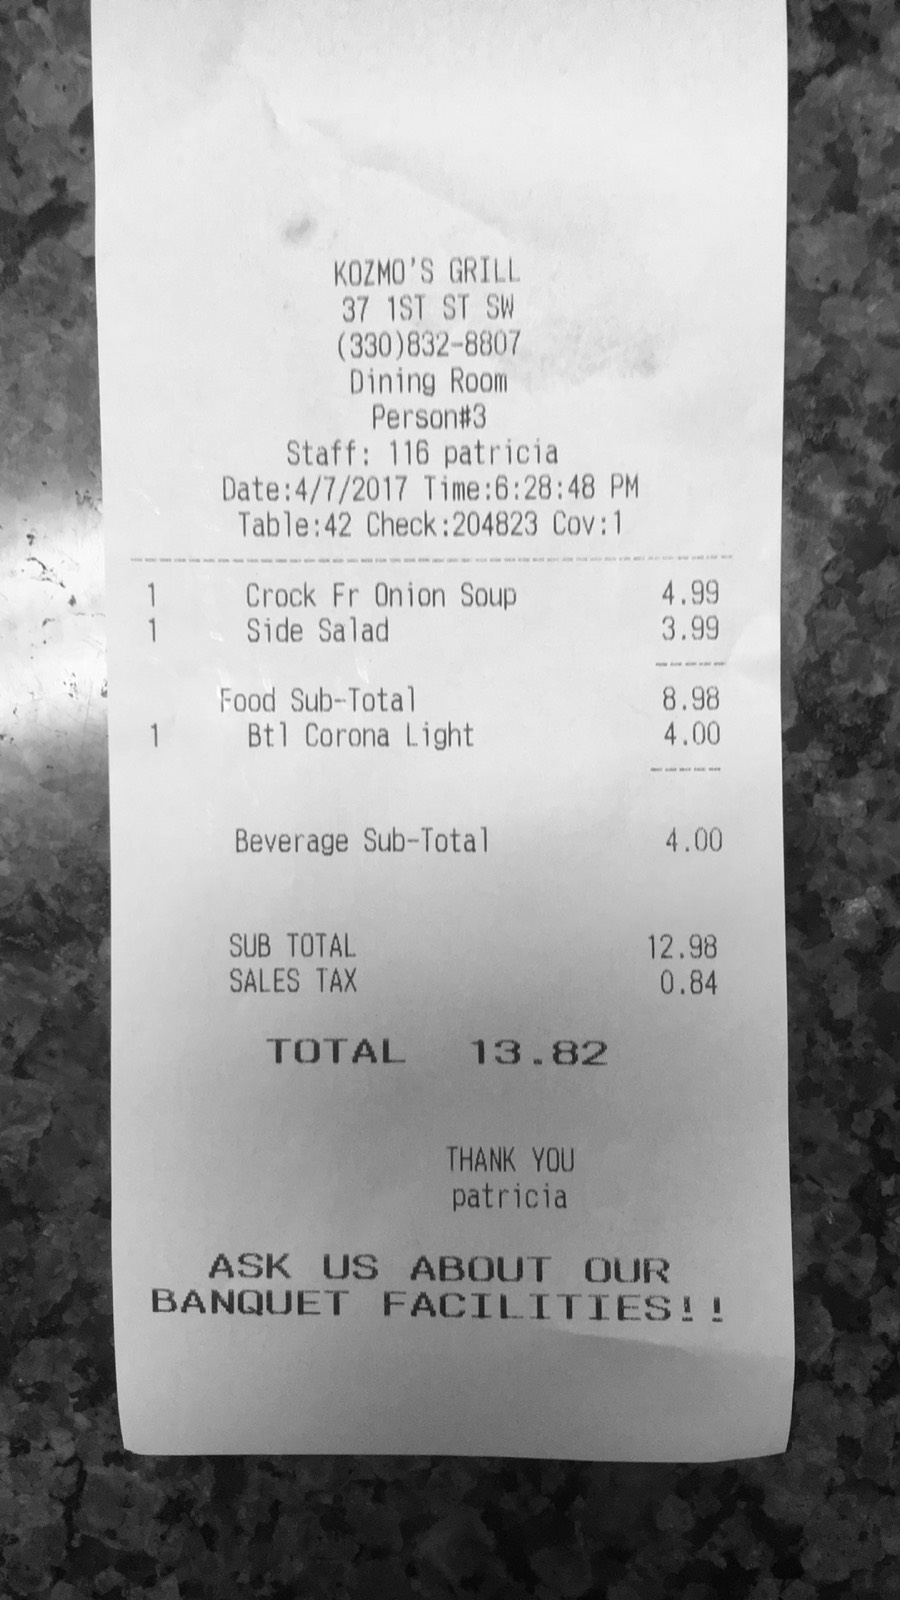 KOZMO'S GRILL
37 1ST ST SW
(330)832-8807
Dining Room
Person#3
Staff: 116 patricia
Date:4/7/2017 Time:6:28:48 PM
Table:42 Check:204823 Cov:1
1 Crock Fr Onion Soup 4.99
1 Side Salad 3.99
Food Sub-Total 8.98
1 Btl Corona Light 4.00
Beverage Sub-Total 4.00
SUB TOTAL 12.98
SALES TAX 0.84
TOTAL 13.82
THANK YOU
patricia
ASK US ABOUT OUR
BANQUET FACILITIES!!